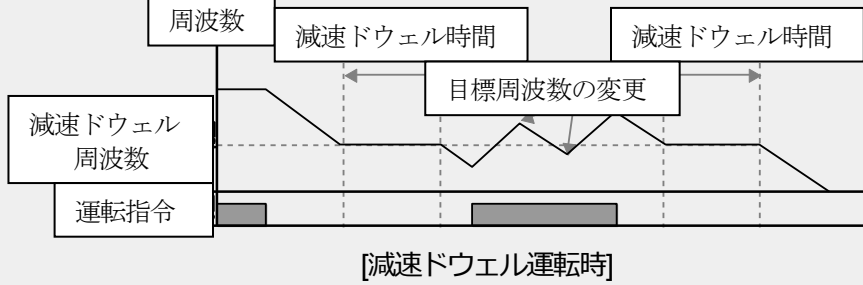 周波数
減速ドウェル時間
減速ドウェル時間
目標周波数の変更
減速ドウェル
周波数
運転指令
[減速ドウェル運転時]